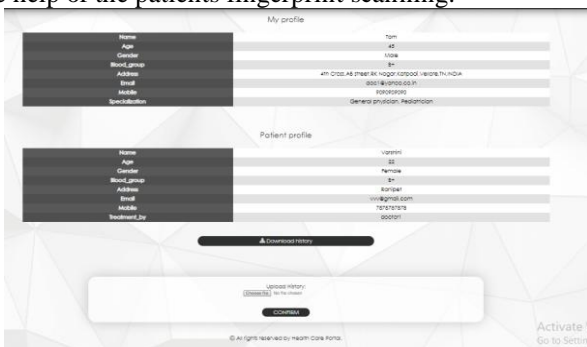 help of the patients fingerprint scanning.
My profile
Name Tom
Age 45
Gender Male
Blood_group B+
Address 4th Cross, AB street, RK Nagar, Katpadi, Vellore, TN, INDIA
Email doc1@yahoo.co.in
Mobile 9090909090
Specialization General physician, Pediatrician
Patient profile
Name Varshini
Age 22
Gender Female
Blood_group B+
Address Ranipet
Email @gmail.com
Mobile 7878787878
Treatment_by doctor1
Download history
Upload History:
Choose File No file chosen
CONFIRM
© All rights reserved by Health Care Portal.
Activate
Go to Settin